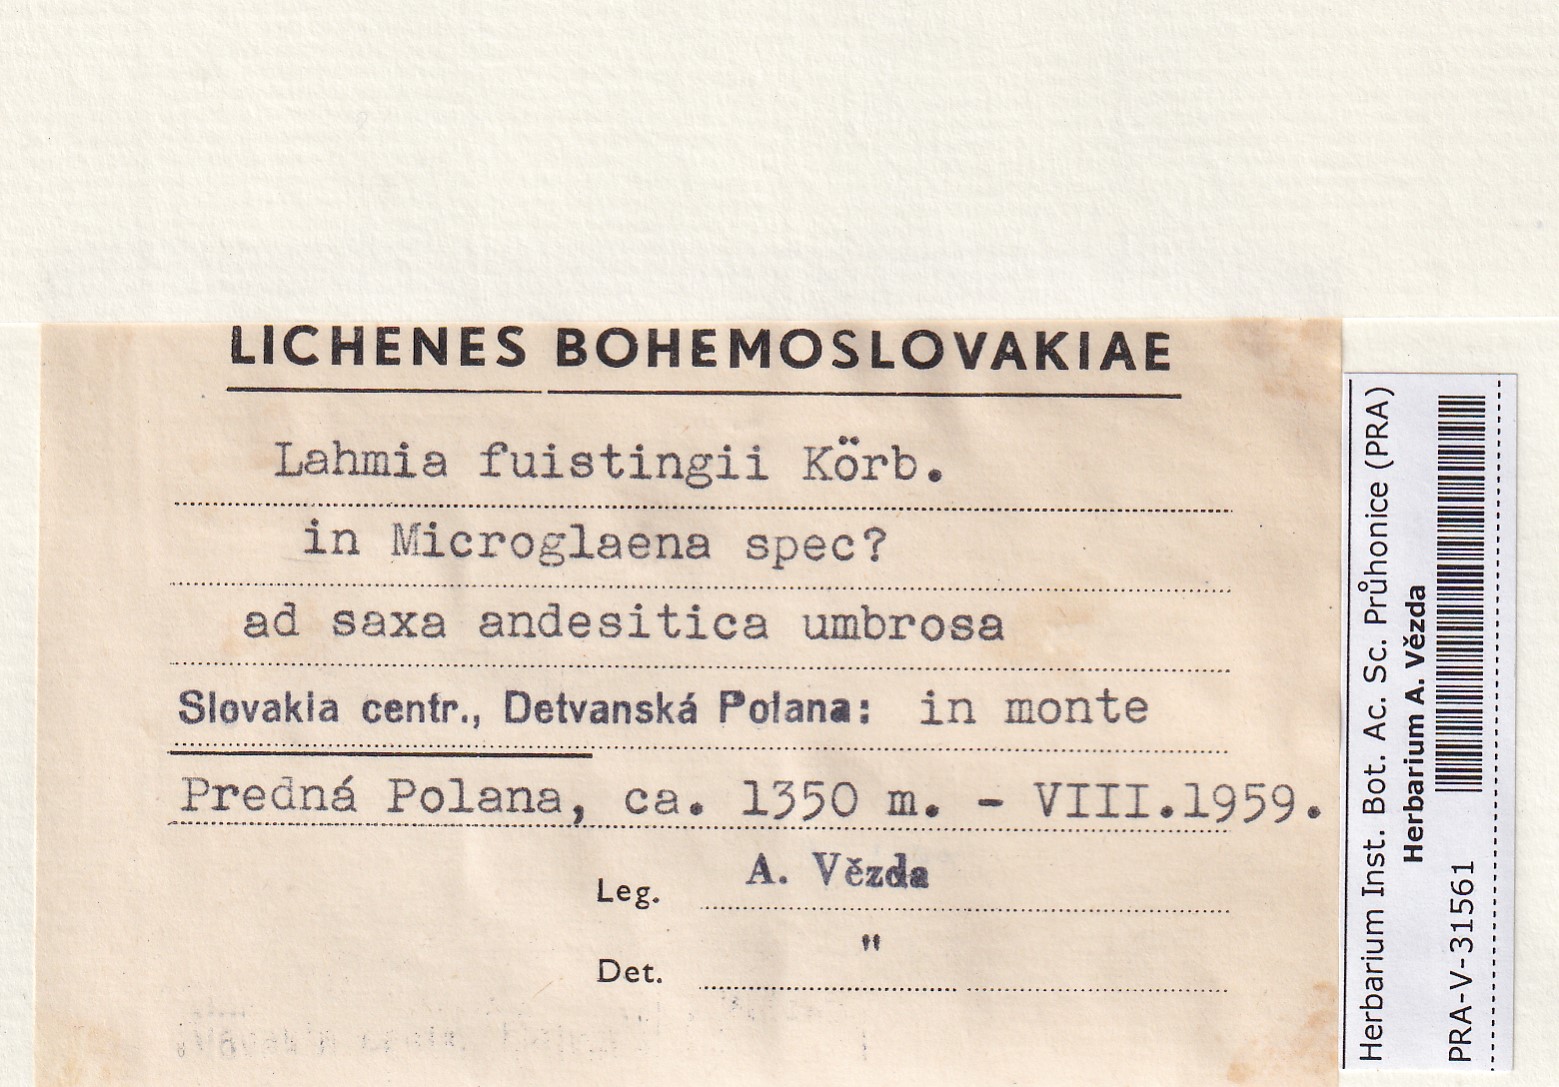 LICHENES BOHEMOSLOVAKIAE
Lahmia fuistingii Körb.
in Microglaena spec?
ad saxa andesitica umbrosa
Slovakia centr., Detvanská Polana: in monte
Predná Polana, ca. 1350 m. - VIII.1959.
Leg. A. Vězda
Det. "
Herbarium Inst. Bot. Ac. Sc. Průhonice (PRA)
Herbarium A. Vězda
PRA-V-31561